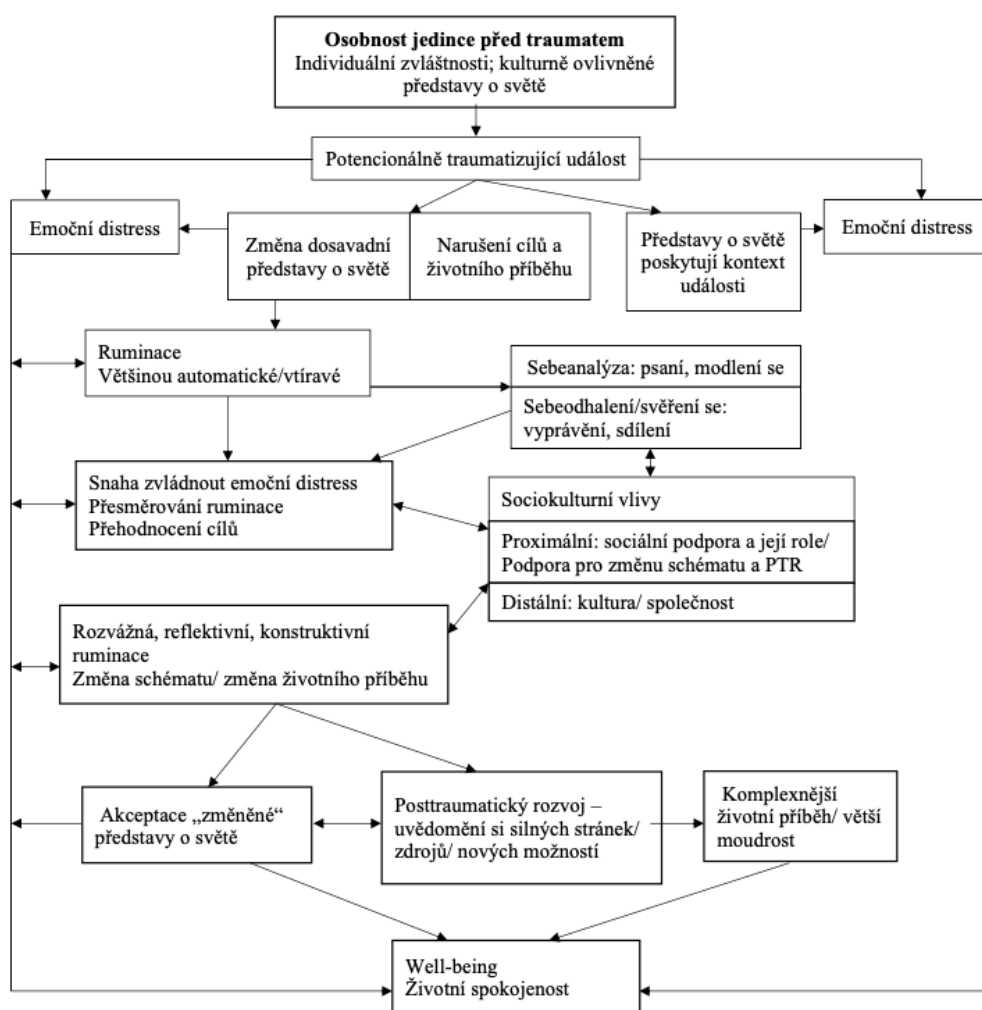 Osobnost jedince před traumatem
Individuální zvláštnosti; kulturně ovlivněné
představy o světě
Potencionálně traumatizující událost
Emoční distress
Změna dosavadní
představy o světě
Narušení cílů a
životního příběhu
Představy o světě
poskytují kontext
události
Emoční distress
Ruminace
Většinou automatické/vtíravé
Sebeanalýza: psaní, modlení se
Sebeodhalení/svěření se:
vyprávění, sdílení
Snaha zvládnout emoční distress
Přesměrování ruminace
Přehodnocení cílů
Sociokulturní vlivy
Proximální: sociální podpora a její role/
Podpora pro změnu schématu a PTR
Distální: kultura/ společnost
Rozvážná, reflektivní, konstruktivní
ruminace
Změna schématu/ změna životního příběhu
Akceptace „změněné“
představy o světě
Posttraumatický rozvoj –
uvědomění si silných stránek/
zdrojů/ nových možností
Komplexnější
životní příběh/ větší
moudrost
Well-being
Životní spokojenost